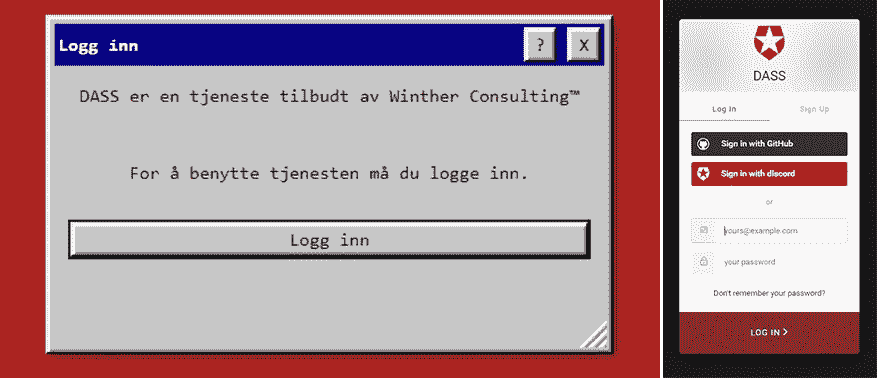 Logg inn
? X
DASS er en tjeneste tilbudt av Winther Consulting™
For å benytte tjenesten må du logge inn.
Logg inn
DASS
Log In Sign Up
Sign in with GitHub
Sign in with discord
or
yours@example.com
your password
Don't remember your password?
LOG IN >